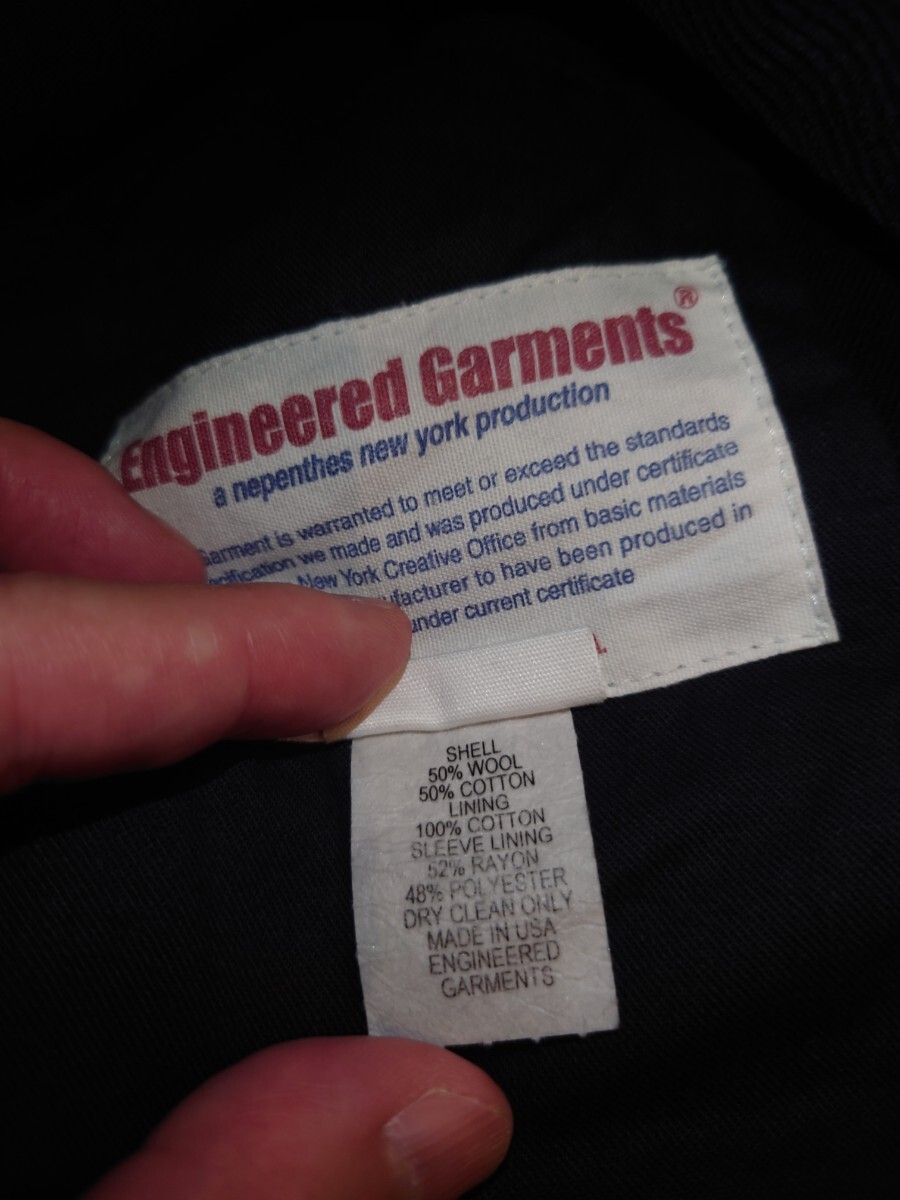 Engineered Garments®
a nepenthes new york production
Garment is warranted to meet or exceed the standards
we made and was produced under certificate
New York Creative Office from basic materials
to have been produced in
under current certificate
SHELL
50% WOOL
50% COTTON
LINING
100% COTTON
SLEEVE LINING
52% RAYON
48% POLYESTER
DRY CLEAN ONLY
MADE IN USA
ENGINEERED
GARMENTS